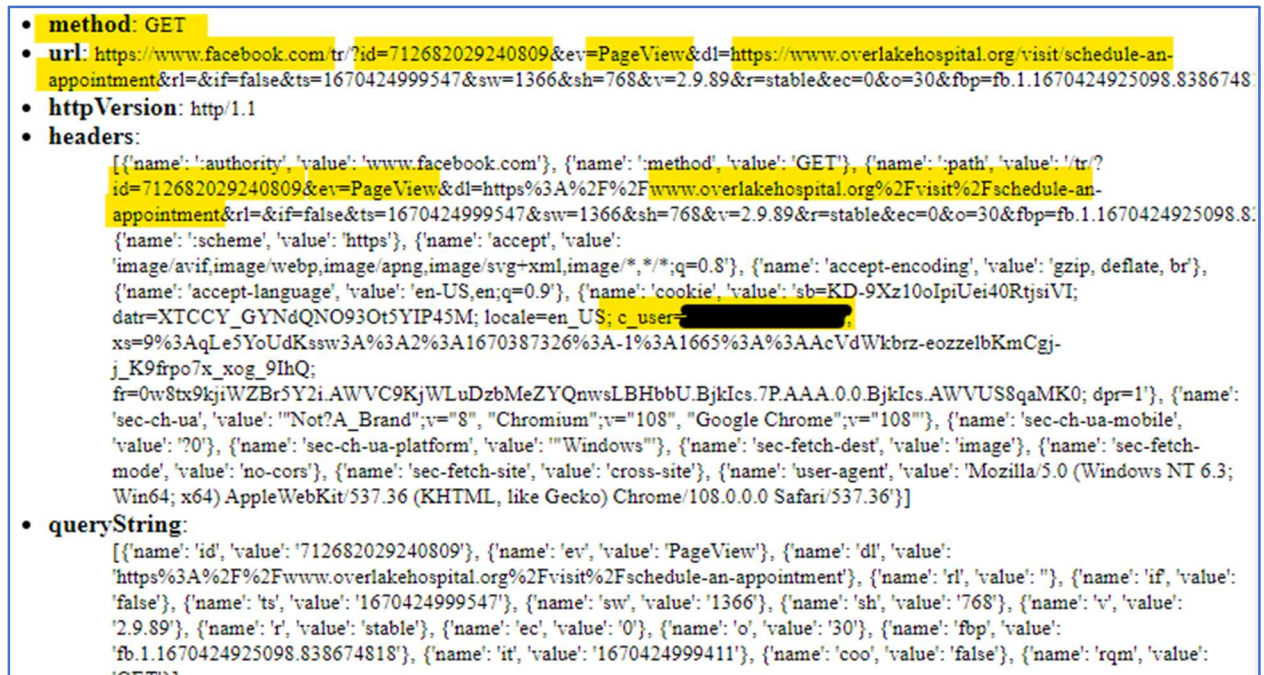 • method: GET
• url: https://www.facebook.com/tr/?id=712682029240809&ev=PageView&dl=https://www.overlakehospital.org/visit/schedule-an-
appointment&rl=&if=false&ts=1670424999547&sw=1366&sh=768&v=2.9.89&r=stable&ec=0&o=30&fbp=fb.1.1670424925098.8386748
• httpVersion: http/1.1
• headers:
[{'name': ':authority', 'value': 'www.facebook.com'}, {'name': ':method', 'value': 'GET'}, {'name': ':path', 'value': '/tr/?
id=712682029240809&ev=PageView&dl=https%3A%2F%2Fwww.overlakehospital.org%2Fvisit%2Fschedule-an-
appointment&rl=&if=false&ts=1670424999547&sw=1366&sh=768&v=2.9.89&r=stable&ec=0&o=30&fbp=fb.1.1670424925098.8
{'name': ':scheme', 'value': 'https'}, {'name': 'accept', 'value':
'image/avif,image/webp,image/apng,image/svg+xml,image/*,*/*;q=0.8'}, {'name': 'accept-encoding', 'value': 'gzip, deflate, br'},
{'name': 'accept-language', 'value': 'en-US,en;q=0.9'}, {'name': 'cookie', 'value': 'sb=KD-9Xz10oIpiUei40RtjsiVI;
datr=XTCCY_GYNdQNO93Ot5YIP45M; locale=en_US; c_user=
xs=9%3AqLe5YoUdKssw3A%3A2%3A1670387326%3A-1%3A1665%3A%3AAcVdWkbrz-eozzelbKmCgj-
j_K9frpo7x_xog_9IhQ;
fr=0w8tx9kjiWZBr5Y2i.AWVC9KjWLuDzbMeZYQnwsLBHbbU.BjkIcs.7P.AAA.0.0.BjkIcs.AWVUS8qaMK0; dpr=1'}, {'name':
'sec-ch-ua', 'value': '"Not?A_Brand";v="8", "Chromium";v="108", "Google Chrome";v="108"'}, {'name': 'sec-ch-ua-mobile',
'value': '?0'}, {'name': 'sec-ch-ua-platform', 'value': '"Windows"'}, {'name': 'sec-fetch-dest', 'value': 'image'}, {'name': 'sec-fetch-
mode', 'value': 'no-cors'}, {'name': 'sec-fetch-site', 'value': 'cross-site'}, {'name': 'user-agent', 'value': 'Mozilla/5.0 (Windows NT 6.3;
Win64; x64) AppleWebKit/537.36 (KHTML, like Gecko) Chrome/108.0.0.0 Safari/537.36'}]
• queryString:
[{'name': 'id', 'value': '712682029240809'}, {'name': 'ev', 'value': 'PageView'}, {'name': 'dl', 'value':
'https%3A%2F%2Fwww.overlakehospital.org%2Fvisit%2Fschedule-an-appointment'}, {'name': 'rl', 'value': ''}, {'name': 'if', 'value':
'false'}, {'name': 'ts', 'value': '1670424999547'}, {'name': 'sw', 'value': '1366'}, {'name': 'sh', 'value': '768'}, {'name': 'v', 'value':
'2.9.89'}, {'name': 'r', 'value': 'stable'}, {'name': 'ec', 'value': '0'}, {'name': 'o', 'value': '30'}, {'name': 'fbp', 'value':
'fb.1.1670424925098.838674818'}, {'name': 'it', 'value': '1670424999411'}, {'name': 'coo', 'value': 'false'}, {'name': 'rqm', 'value':